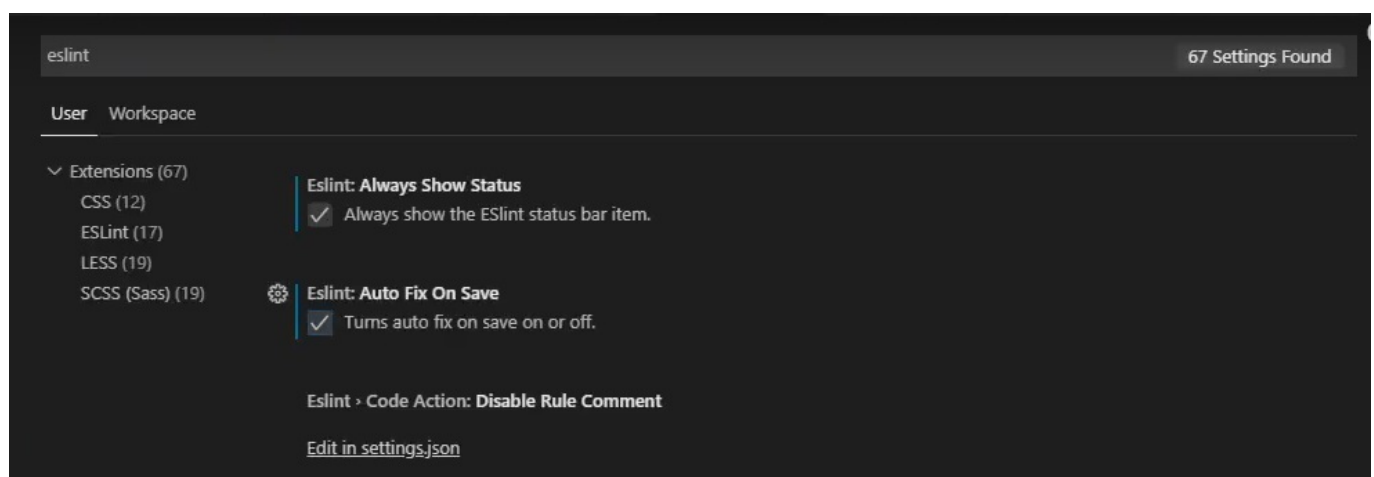 eslint
67 Settings Found
User Workspace
Extensions (67)
CSS (12)
ESLint (17)
LESS (19)
SCSS (Sass) (19)
Eslint: Always Show Status
Always show the ESlint status bar item.
Eslint: Auto Fix On Save
Turns auto fix on save on or off.
Eslint › Code Action: Disable Rule Comment
Edit in settings.json